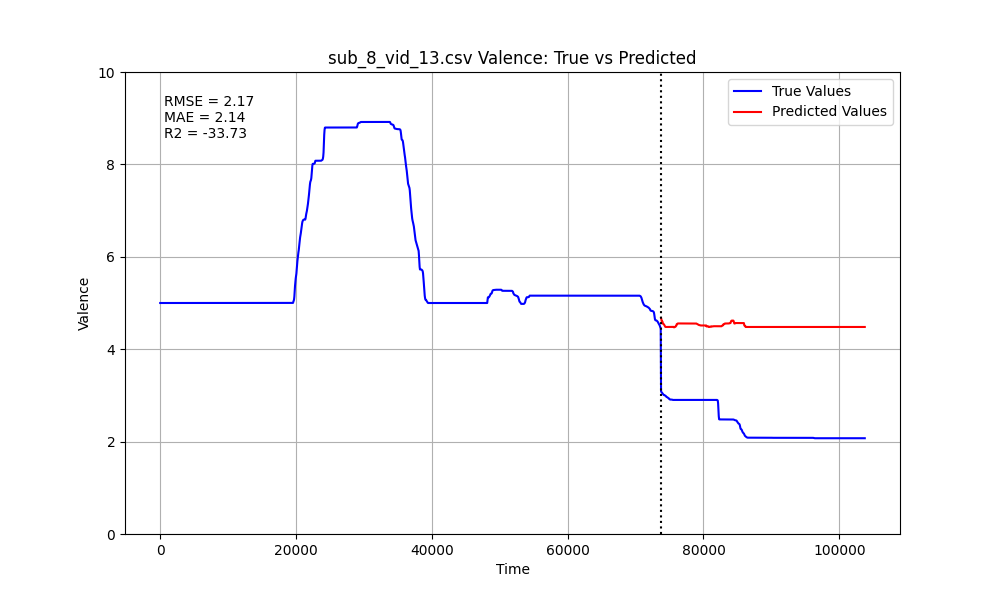 sub_8_vid_13.csv Valence: True vs Predicted
RMSE = 2.17
MAE = 2.14
R2 = -33.73
True Values
Predicted Values
Valence
10
8
6
4
2
0
0 20000 40000 60000 80000 100000
Time